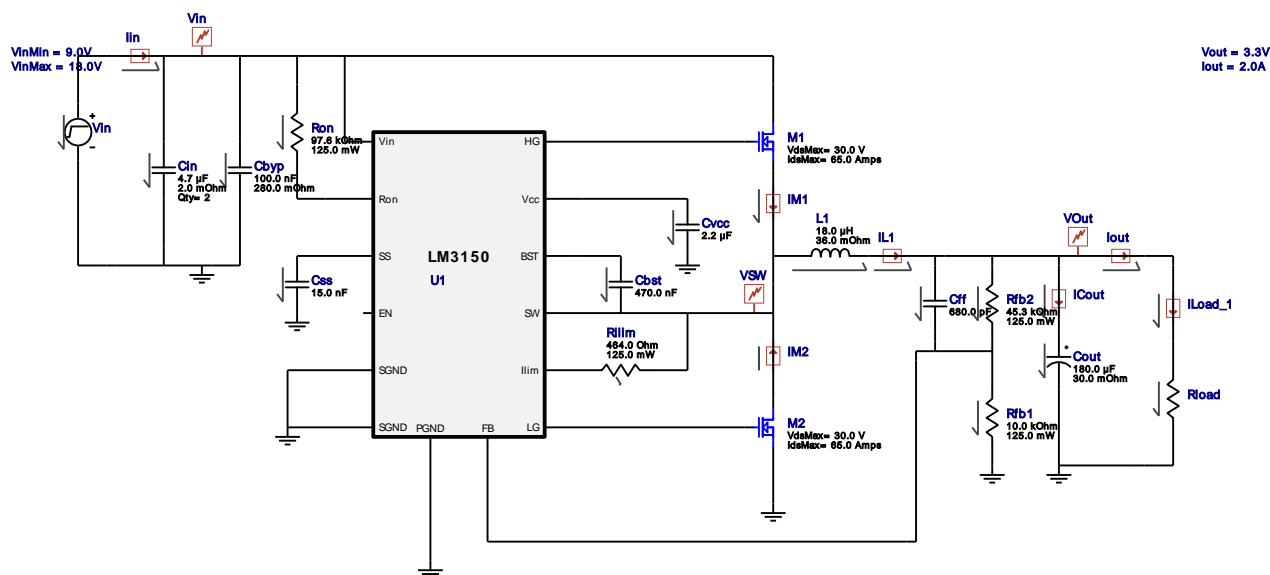 Vin
Iin
VinMin = 9.0V
VinMax = 18.0V
Vout = 3.3V
Iout = 2.0A
+
Vin
-
Cin
4.7 µF
2.0 mOhm
Qty= 2
Cbyp
100.0 nF
280.0 mOhm
Ron
97.6 kOhm
125.0 mW
Vin
Ron
SS
EN
SGND
SGND
PGND
FB
LG
Ilim
SW
BST
Vcc
HG
LM3150
U1
Css
15.0 nF
Cvcc
2.2 µF
Cbst
470.0 nF
Rilim
464.0 Ohm
125.0 mW
VSW
M1
VdsMax= 30.0 V
IdsMax= 65.0 Amps
IM1
IM2
M2
VdsMax= 30.0 V
IdsMax= 65.0 Amps
L1
18.0 µH
36.0 mOhm
IL1
Cff
680.0 pF
Rfb2
45.3 kOhm
125.0 mW
Rfb1
10.0 kOhm
125.0 mW
VOut
Iout
ICout
Cout
180.0 µF
30.0 mOhm
ILoad_1
Rload